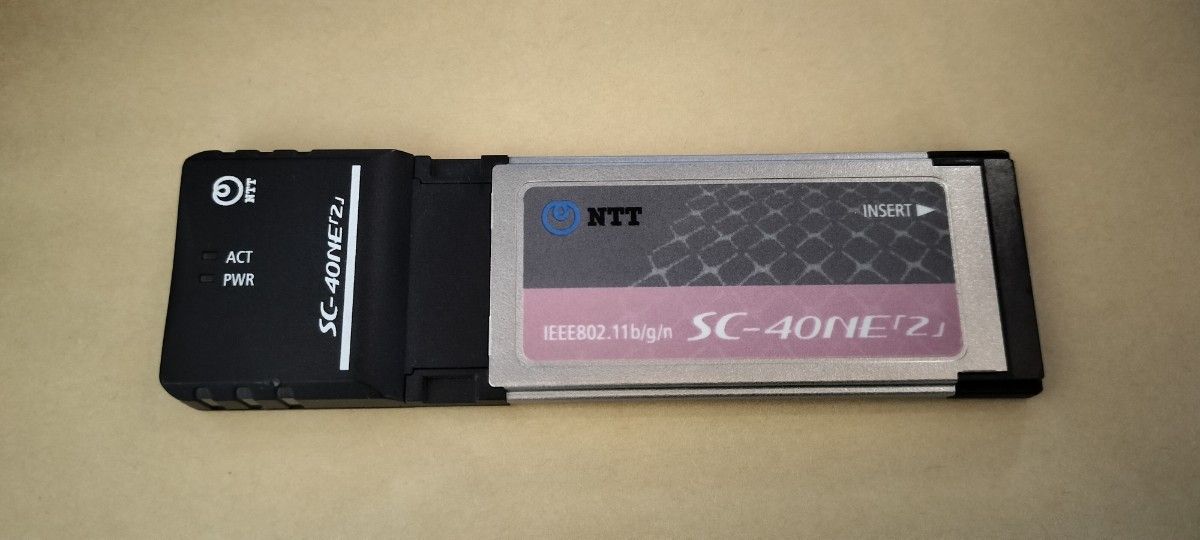 NTT
ACT
PWR
SC-40NE「2」
NTT
INSERT ▶
IEEE802.11b/g/n SC-40NE「2」